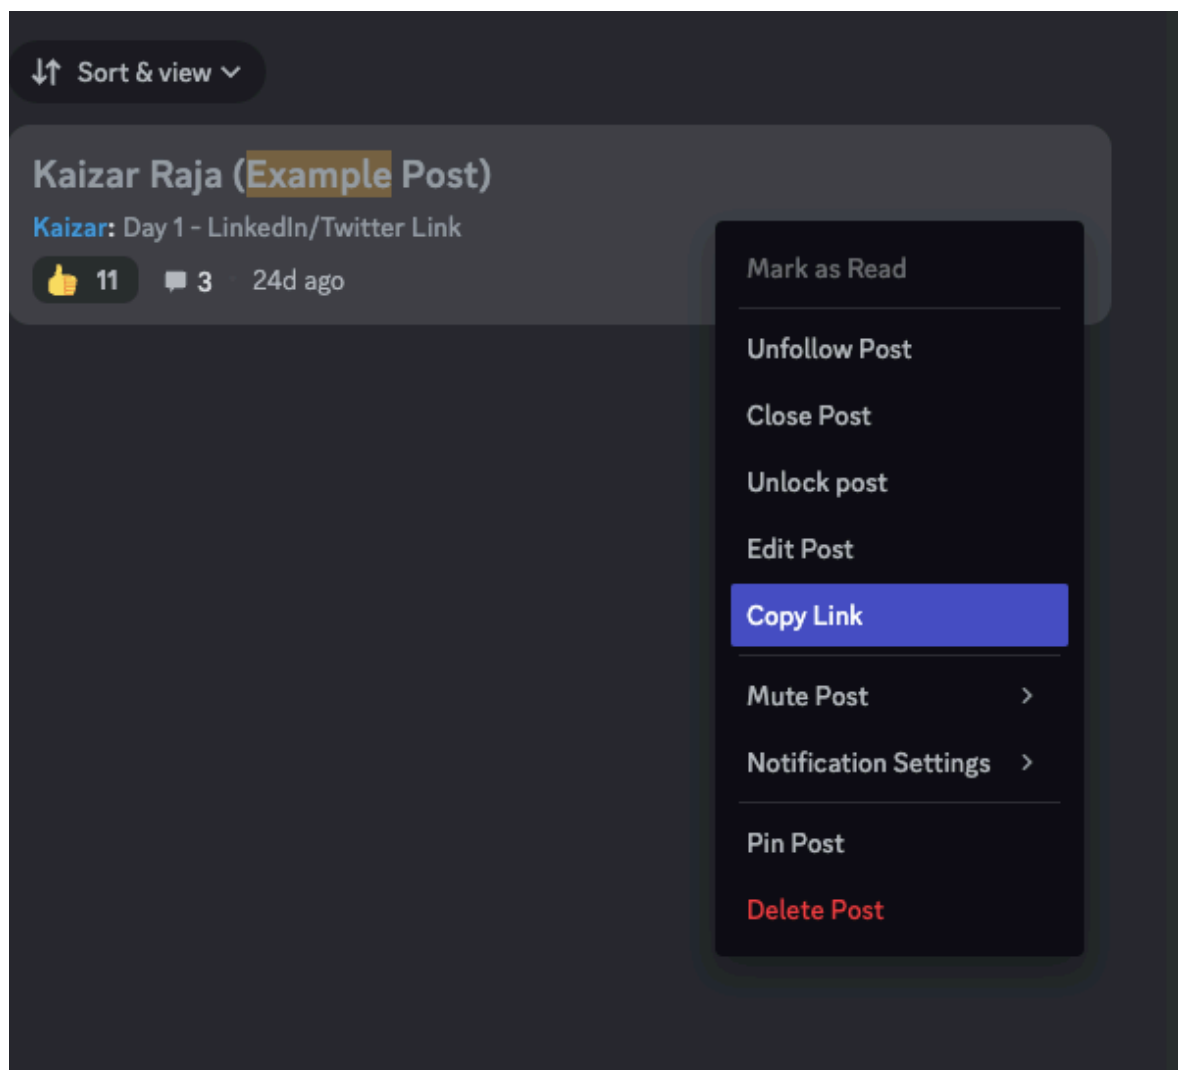 Sort & view
Kaizar Raja (Example Post)
Kaizar: Day 1 - LinkedIn/Twitter Link
👍 11 3 24d ago
Mark as Read
Unfollow Post
Close Post
Unlock post
Edit Post
Copy Link
Mute Post
Notification Settings
Pin Post
Delete Post